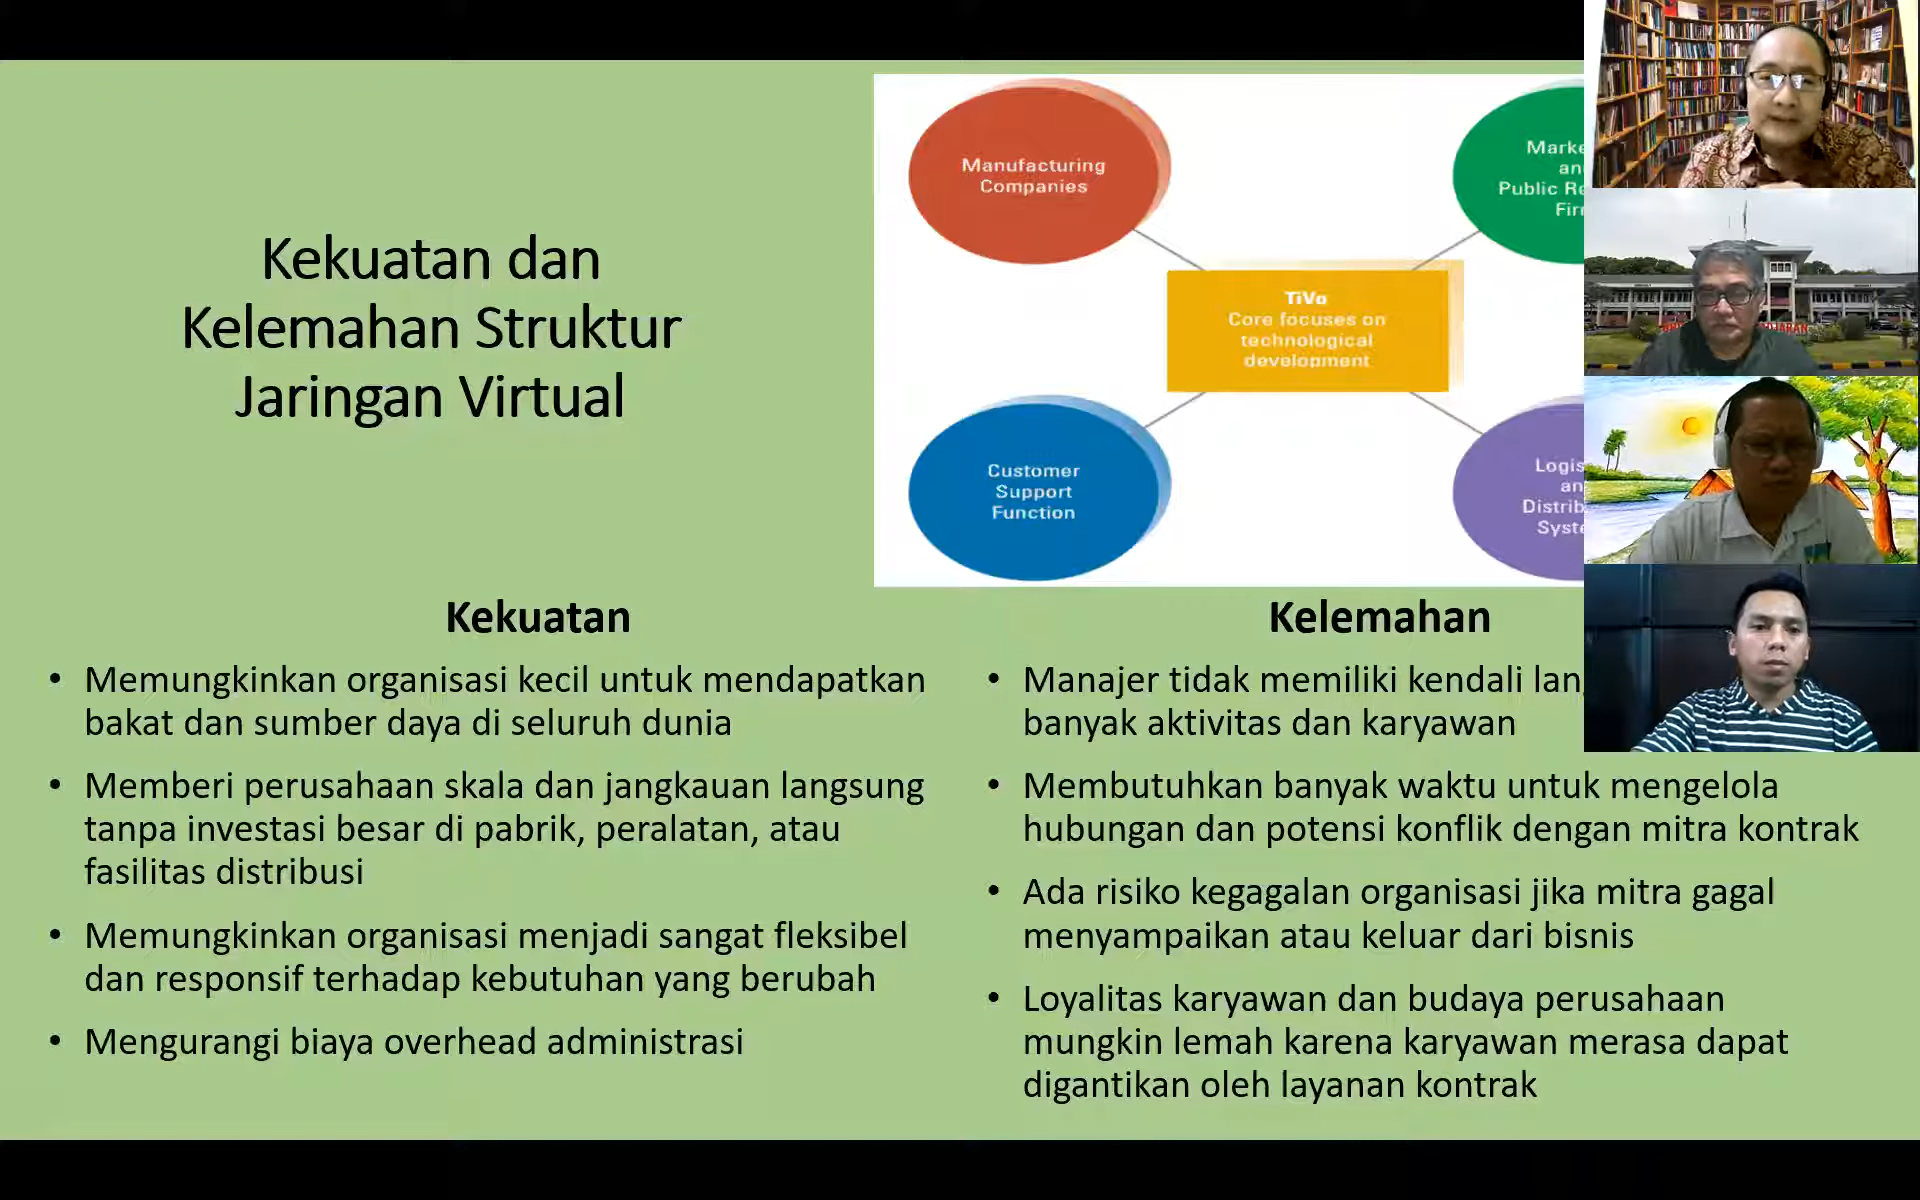 Kekuatan dan
Kelemahan Struktur
Jaringan Virtual
Manufacturing
Companies
Public
TiVo
Core focuses on
technological
development
Customer
Support
Function
Kekuatan
• Memungkinkan organisasi kecil untuk mendapatkan
bakat dan sumber daya di seluruh dunia
• Memberi perusahaan skala dan jangkauan langsung
tanpa investasi besar di pabrik, peralatan, atau
fasilitas distribusi
• Memungkinkan organisasi menjadi sangat fleksibel
dan responsif terhadap kebutuhan yang berubah
• Mengurangi biaya overhead administrasi
Kelemahan
• Manajer tidak memiliki kendali
banyak aktivitas dan karyawan
• Membutuhkan banyak waktu untuk mengelola
hubungan dan potensi konflik dengan mitra kontrak
• Ada risiko kegagalan organisasi jika mitra gagal
menyampaikan atau keluar dari bisnis
• Loyalitas karyawan dan budaya perusahaan
mungkin lemah karena karyawan merasa dapat
digantikan oleh layanan kontrak